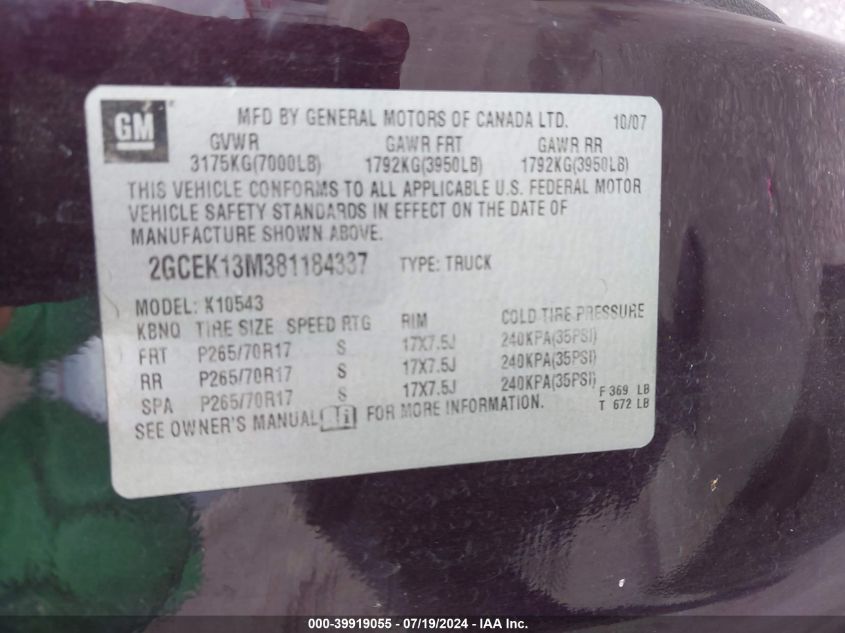 GM
MFD BY GENERAL MOTORS OF CANADA LTD. 10/07
GVWR GAWR FRT GAWR RR
3175KG(7000LB) 1792KG(3950LB) 1792KG(3950LB)
THIS VEHICLE CONFORMS TO ALL APPLICABLE U.S. FEDERAL MOTOR
VEHICLE SAFETY STANDARDS IN EFFECT ON THE DATE OF
MANUFACTURE SHOWN ABOVE.
2GCEK13M381184337 TYPE: TRUCK
MODEL: K10543
KBNQ TIRE SIZE SPEED RTG RIM COLD TIRE PRESSURE
FRT P265/70R17 S 17X7.5J 240KPA(35PSI)
RR P265/70R17 S 17X7.5J 240KPA(35PSI)
SPA P265/70R17 S 17X7.5J 240KPA(35PSI)
F 369 LB
T 672 LB
SEE OWNER'S MANUAL FOR MORE INFORMATION.
000-39919055 - 07/19/2024 - IAA Inc.